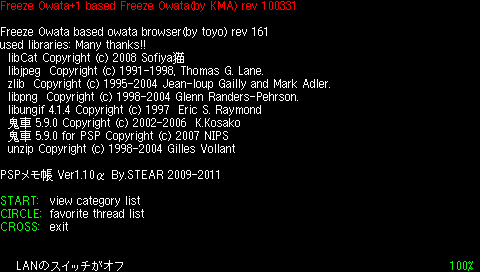 Freeze Owata+1 based Freeze Owata(by KMA) rev 100331
Freeze Owata based owata browser(by toyo) rev 161
used libraries: Many thanks!!
libCat Copyright (c) 2008 Sofiya猫
libjpeg Copyright (c) 1991-1998, Thomas G. Lane.
zlib Copyright (c) 1995-2004 Jean-loup Gailly and Mark Adler.
libpng Copyright (c) 1998-2004 Glenn Randers-Pehrson.
libungif 4.1.4 Copyright (c) 1997 Eric S. Raymond
鬼車 5.9.0 Copyright (c) 2002-2006 K.Kosako
鬼車 5.9.0 for PSP Copyright (c) 2007 NIPS
unzip Copyright (c) 1998-2004 Gilles Vollant
PSPメモ帳 Ver1.10α By.STEAR 2009-2011
START: view category list
CIRCLE: favorite thread list
CROSS: exit
LANのスイッチがオフ 100%